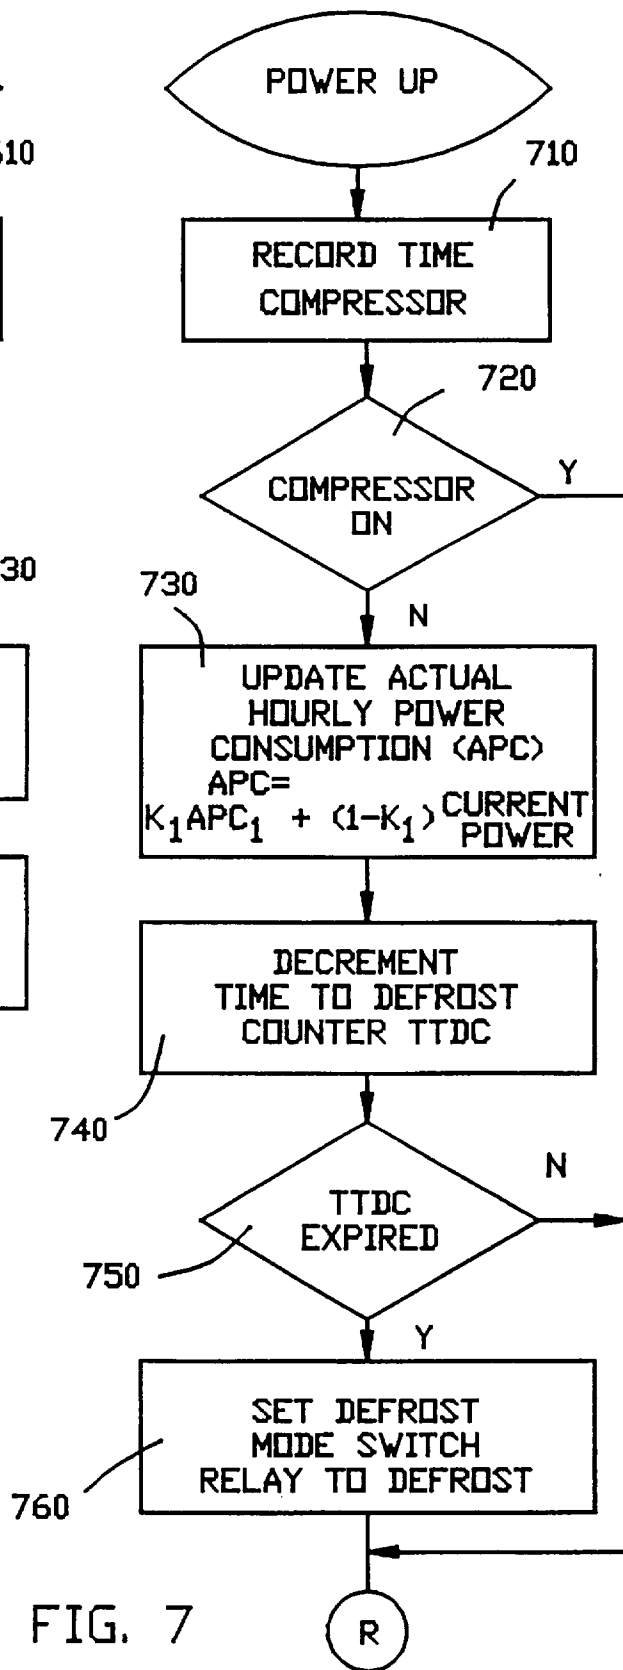 POWER UP
610
710
RECORD TIME
COMPRESSOR
720
COMPRESSOR
ON
Y
30
730
N
UPDATE ACTUAL
HOURLY POWER
CONSUMPTION (APC)
APC=
K₁APC₁ + (1-K₁) CURRENT
POWER
DECREMENT
TIME TO DEFROST
COUNTER TTDC
740
N
TTDC
EXPIRED
750
Y
SET DEFROST
MODE SWITCH
RELAY TO DEFROST
760
FIG. 7
R